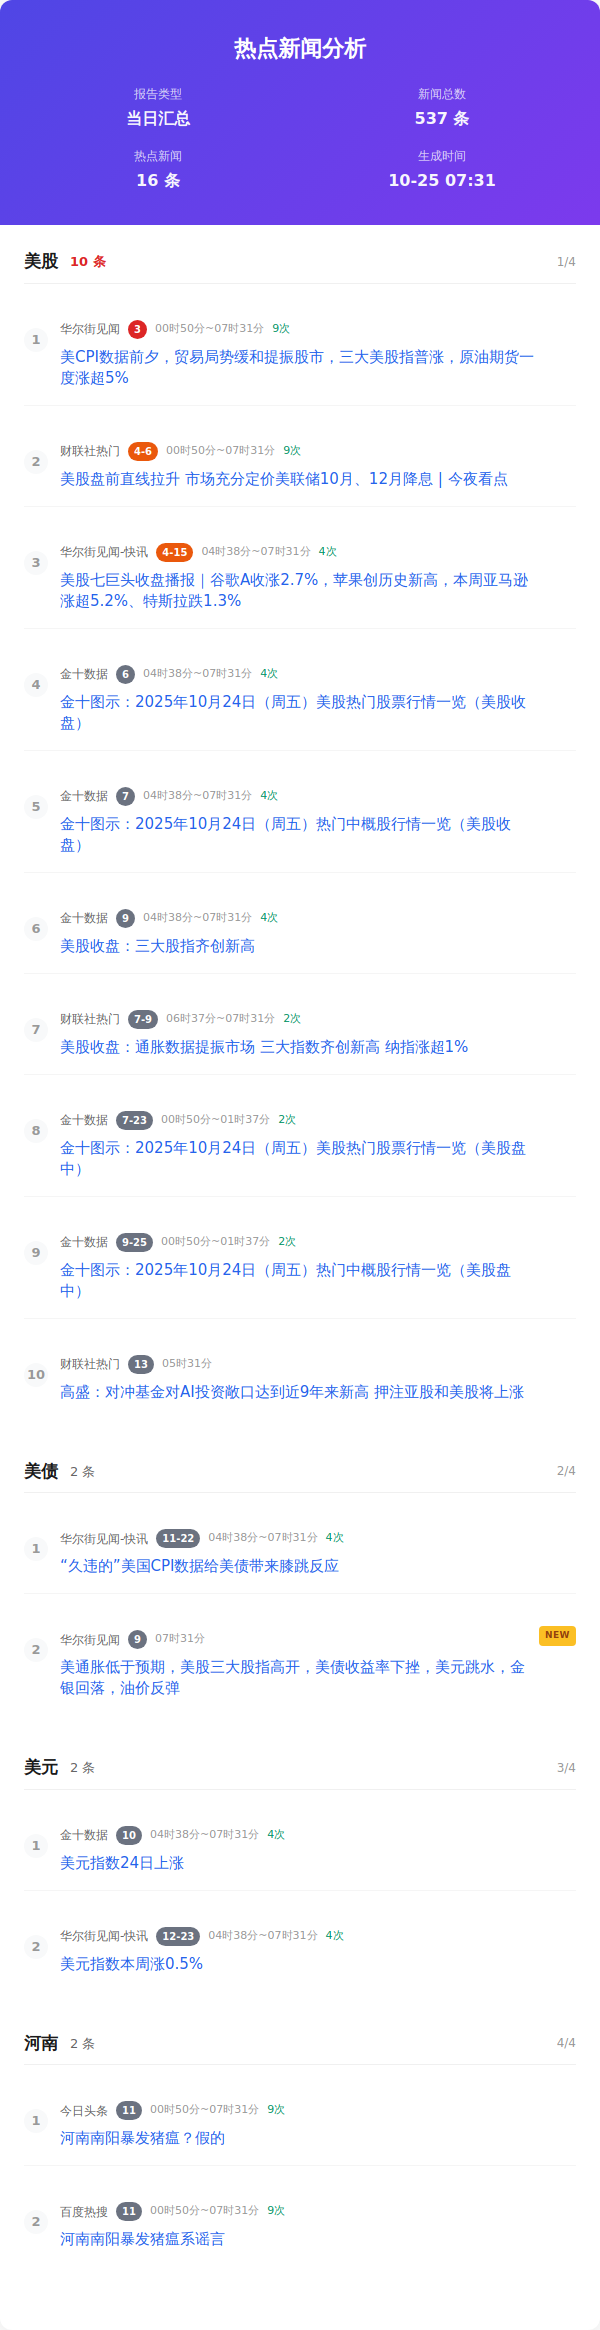 热点新闻分析
报告类型
新闻总数
当日汇总
537 条
热点新闻
生成时间
16 条
10-25 07:31
美股 10 条 1/4
1
华尔街见闻 3 00时50分~07时31分 9次
美CPI数据前夕，贸易局势缓和提振股市，三大美股指普涨，原油期货一
度涨超5%
2
财联社热门 4-6 00时50分~07时31分 9次
美股盘前直线拉升 市场充分定价美联储10月、12月降息 | 今夜看点
3
华尔街见闻-快讯 4-15 04时38分~07时31分 4次
美股七巨头收盘播报｜谷歌A收涨2.7%，苹果创历史新高，本周亚马逊
涨超5.2%、特斯拉跌1.3%
4
金十数据 6 04时38分~07时31分 4次
金十图示：2025年10月24日（周五）美股热门股票行情一览（美股收
盘）
5
金十数据 7 04时38分~07时31分 4次
金十图示：2025年10月24日（周五）热门中概股行情一览（美股收
盘）
6
金十数据 9 04时38分~07时31分 4次
美股收盘：三大股指齐创新高
7
财联社热门 7-9 06时37分~07时31分 2次
美股收盘：通胀数据提振市场 三大指数齐创新高 纳指涨超1%
8
金十数据 7-23 00时50分~01时37分 2次
金十图示：2025年10月24日（周五）美股热门股票行情一览（美股盘
中）
9
金十数据 9-25 00时50分~01时37分 2次
金十图示：2025年10月24日（周五）热门中概股行情一览（美股盘
中）
10
财联社热门 13 05时31分
高盛：对冲基金对AI投资敞口达到近9年来新高 押注亚股和美股将上涨
美债 2 条 2/4
1
华尔街见闻-快讯 11-22 04时38分~07时31分 4次
“久违的”美国CPI数据给美债带来膝跳反应
2
华尔街见闻 9 07时31分 NEW
美通胀低于预期，美股三大股指高开，美债收益率下挫，美元跳水，金
银回落，油价反弹
美元 2 条 3/4
1
金十数据 10 04时38分~07时31分 4次
美元指数24日上涨
2
华尔街见闻-快讯 12-23 04时38分~07时31分 4次
美元指数本周涨0.5%
河南 2 条 4/4
1
今日头条 11 00时50分~07时31分 9次
河南南阳暴发猪瘟？假的
2
百度热搜 11 00时50分~07时31分 9次
河南南阳暴发猪瘟系谣言